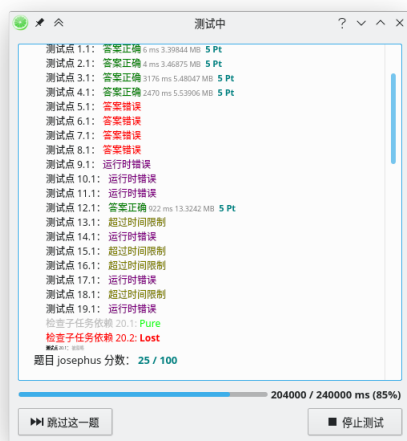 测试中
测试点 1.1： 答案正确 6 ms 3.39844 MB 5 Pt
测试点 2.1： 答案正确 4 ms 3.46875 MB 5 Pt
测试点 3.1： 答案正确 3176 ms 5.48047 MB 5 Pt
测试点 4.1： 答案正确 2470 ms 5.53906 MB 5 Pt
测试点 5.1： 答案错误
测试点 6.1： 答案错误
测试点 7.1： 答案错误
测试点 8.1： 答案错误
测试点 9.1： 运行时错误
测试点 10.1： 运行时错误
测试点 11.1： 运行时错误
测试点 12.1： 答案正确 922 ms 13.3242 MB 5 Pt
测试点 13.1： 超过时间限制
测试点 14.1： 运行时错误
测试点 15.1： 超过时间限制
测试点 16.1： 超过时间限制
测试点 17.1： 运行时错误
测试点 18.1： 超过时间限制
测试点 19.1： 运行时错误
检查子任务依赖 20.1: Pure
检查子任务依赖 20.2: Lost
题目 josephus 分数： 25 / 100
204000 / 240000 ms (85%)
跳过这一题
停止测试